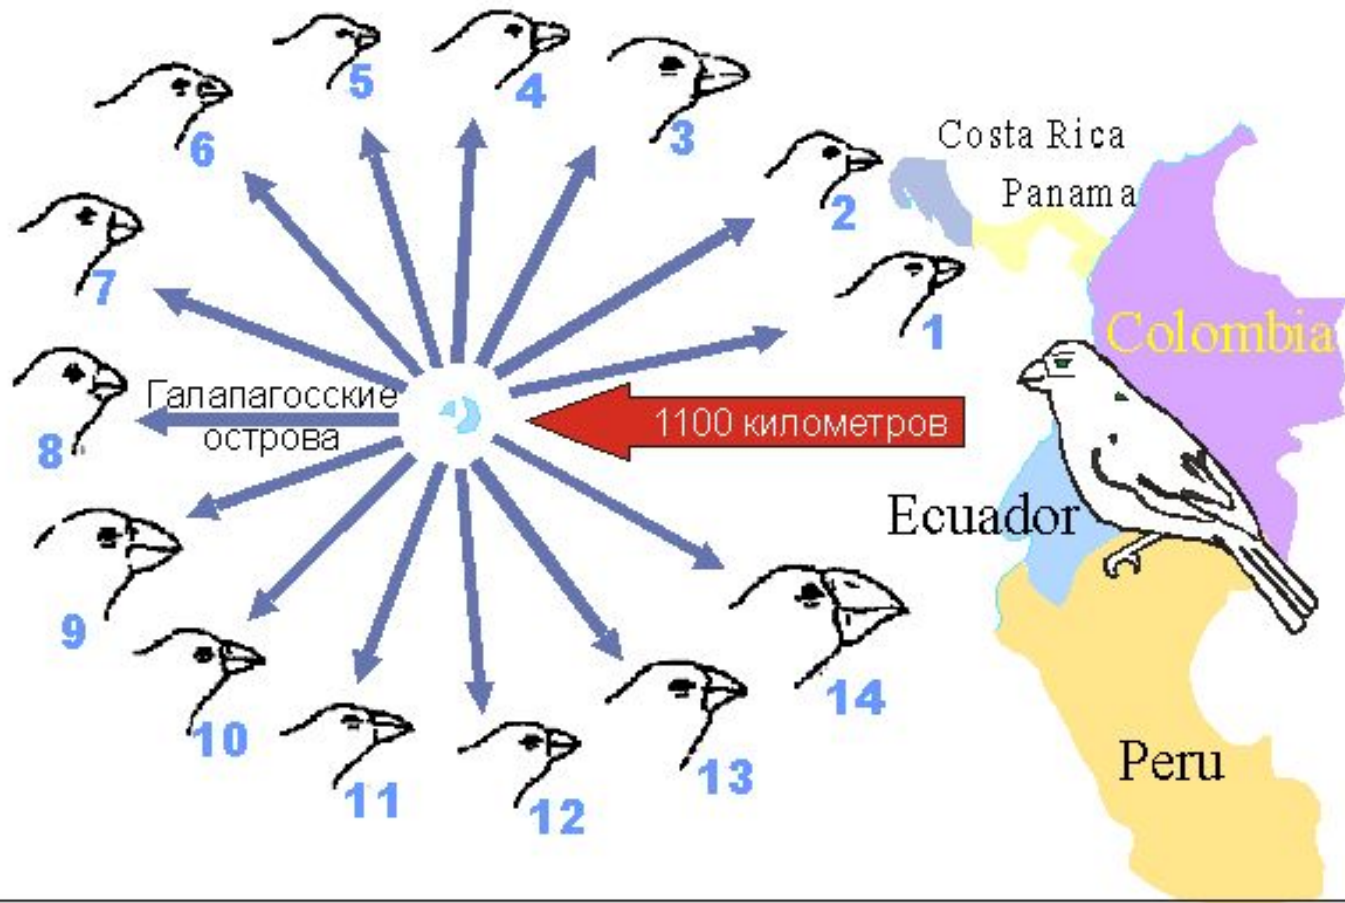 5
4
3
6
Costa Rica
Panama
2
7
1
Colombia
Галапагосские
острова
1100 километров
8
Ecuador
9
10
14
11
12
13
Peru